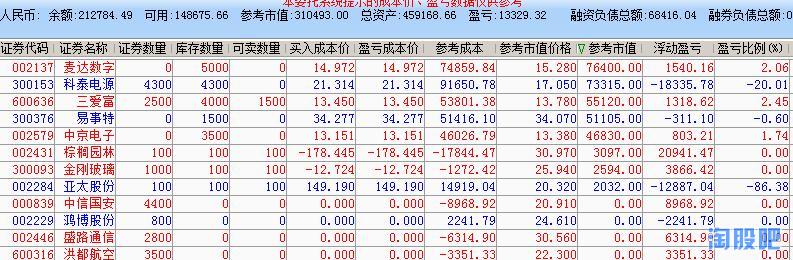 本委托系统提示的成本价、盈亏数据仅供参考
人民币: 余额:212784.49 可用:148675.66 参考市值:310493.00 总资产:459168.66 盈亏:13329.32 融资负债总额:68416.04 融券负债总额:0
证券代码 证券名称 证券数量 库存数量 可卖数量 买入成本价 盈亏成本价 参考成本 参考市值价格 参考市值 浮动盈亏 盈亏比例(%)
002137 麦达数字 0 5000 0 14.972 14.972 74859.84 15.280 76400.00 1540.16 2.06
300153 科泰电源 4300 4300 0 21.314 21.314 91650.78 17.050 73315.00 -18335.78 -20.01
600636 三爱富 2500 4000 1500 13.450 13.450 53801.38 13.780 55120.00 1318.62 2.45
300376 易事特 0 1500 0 34.277 34.277 51416.10 34.070 51105.00 -311.10 -0.60
002579 中京电子 0 3500 0 13.151 13.151 46026.79 13.380 46830.00 803.21 1.74
002431 棕榈园林 100 100 0 -178.445 -178.445 -17844.47 30.970 3097.00 20941.47 0.00
300093 金刚玻璃 1000 100 0 -12.724 -12.724 -1272.42 25.940 2594.00 3866.42 0.00
002284 亚太股份 100 100 0 149.190 149.190 14919.04 20.320 2032.00 -12887.04 -86.38
000839 中信国安 4400 0 0 0.000 0.000 -8968.92 20.910 0.00 8968.92 0.00
002229 鸿博股份 800 0 0 0.000 0.000 2241.79 24.610 0.00 -2241.79 0.00
002446 盛路通信 2800 0 0 0.000 0.000 -6314.90 30.560 0.00 6314.9 0.00
600316 洪都航空 3500 0 0 0.000 0.000 -3351.33 22.300 0.00 3351.33 0.00
淘股吧